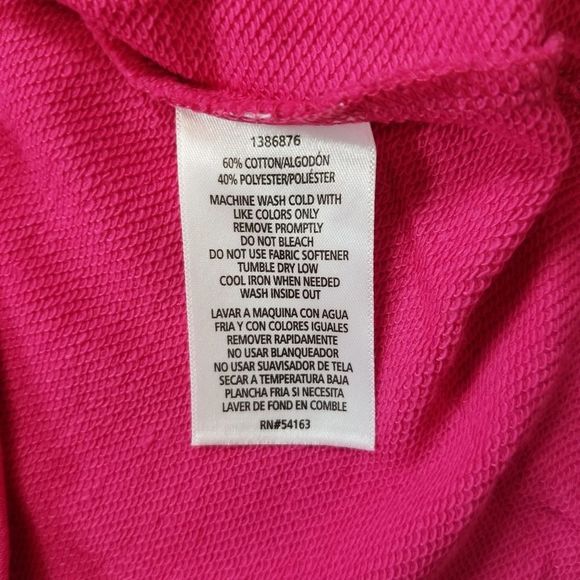 1386876
60% COTTON/ALGODÓN
40% POLYESTER/POLIÉSTER
MACHINE WASH COLD WITH
LIKE COLORS ONLY
REMOVE PROMPTLY
DO NOT BLEACH
DO NOT USE FABRIC SOFTENER
TUMBLE DRY LOW
COOL IRON WHEN NEEDED
WASH INSIDE OUT
LAVAR A MAQUINA CON AGUA
FRIA Y CON COLORES IGUALES
REMOVER RAPIDAMENTE
NO USAR BLANQUEADOR
NO USAR SUAVISADOR DE TELA
SECAR A TEMPERATURA BAJA
PLANCHA FRIA SI NECESITA
LAVER DE FOND EN COMBLE
RN#54163